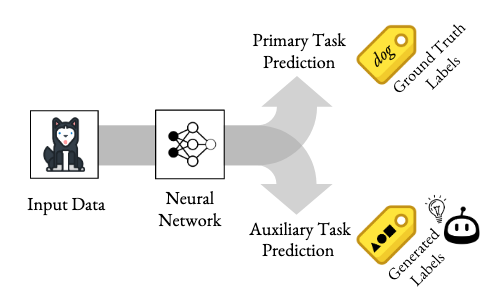 Primary Task
Prediction
dog
Ground Truth
Labels
Input Data
Neural
Network
Auxiliary Task
Prediction
Generated
Labels